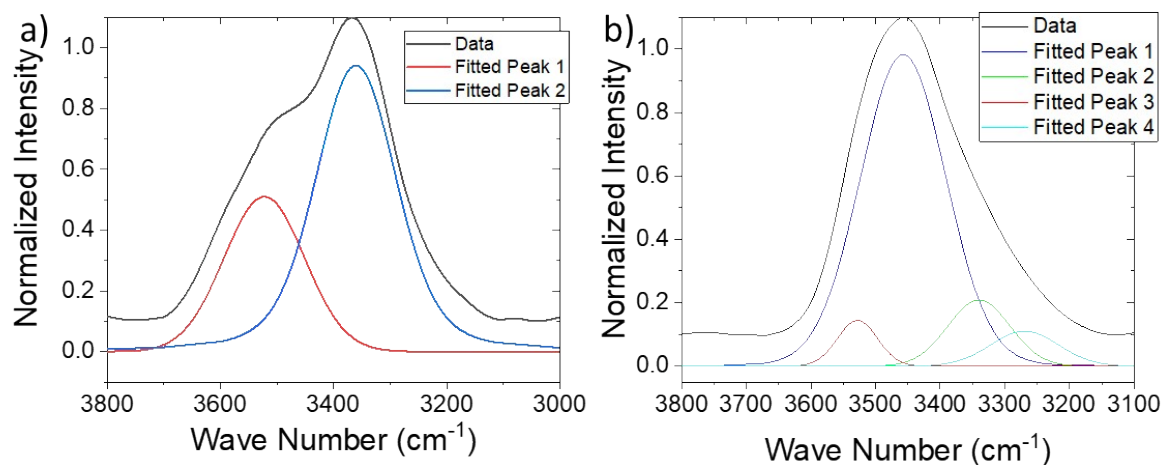 a)
Normalized Intensity
1.0
0.8
0.6
0.4
0.2
0.0
3800 3600 3400 3200 3000
Wave Number (cm-1)
Data
Fitted Peak 1
Fitted Peak 2
b)
Normalized Intensity
1.0
0.8
0.6
0.4
0.2
0.0
3800 3700 3600 3500 3400 3300 3200 3100
Wave Number (cm-1)
Data
Fitted Peak 1
Fitted Peak 2
Fitted Peak 3
Fitted Peak 4